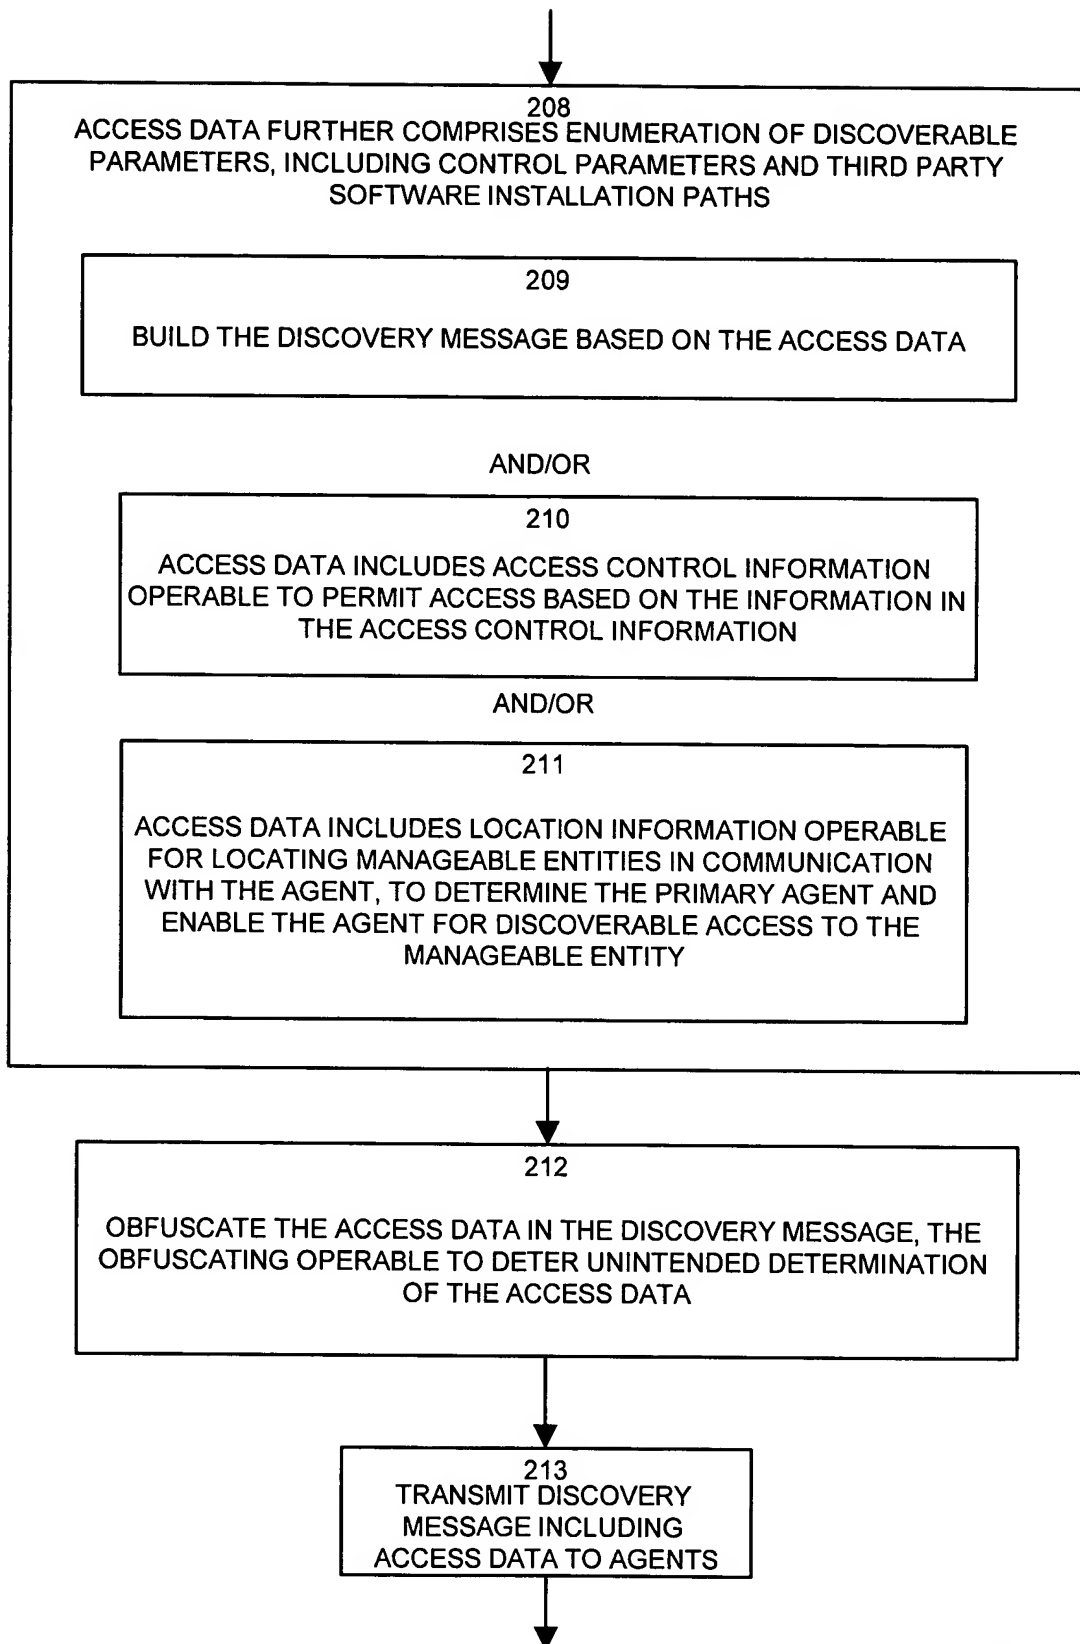 208
ACCESS DATA FURTHER COMPRISES ENUMERATION OF DISCOVERABLE
PARAMETERS, INCLUDING CONTROL PARAMETERS AND THIRD PARTY
SOFTWARE INSTALLATION PATHS
209
BUILD THE DISCOVERY MESSAGE BASED ON THE ACCESS DATA
AND/OR
210
ACCESS DATA INCLUDES ACCESS CONTROL INFORMATION
OPERABLE TO PERMIT ACCESS BASED ON THE INFORMATION IN
THE ACCESS CONTROL INFORMATION
AND/OR
211
ACCESS DATA INCLUDES LOCATION INFORMATION OPERABLE
FOR LOCATING MANAGEABLE ENTITIES IN COMMUNICATION
WITH THE AGENT, TO DETERMINE THE PRIMARY AGENT AND
ENABLE THE AGENT FOR DISCOVERABLE ACCESS TO THE
MANAGEABLE ENTITY
212
OBFUSCATE THE ACCESS DATA IN THE DISCOVERY MESSAGE, THE
OBFUSCATING OPERABLE TO DETER UNINTENDED DETERMINATION
OF THE ACCESS DATA
213
TRANSMIT DISCOVERY
MESSAGE INCLUDING
ACCESS DATA TO AGENTS